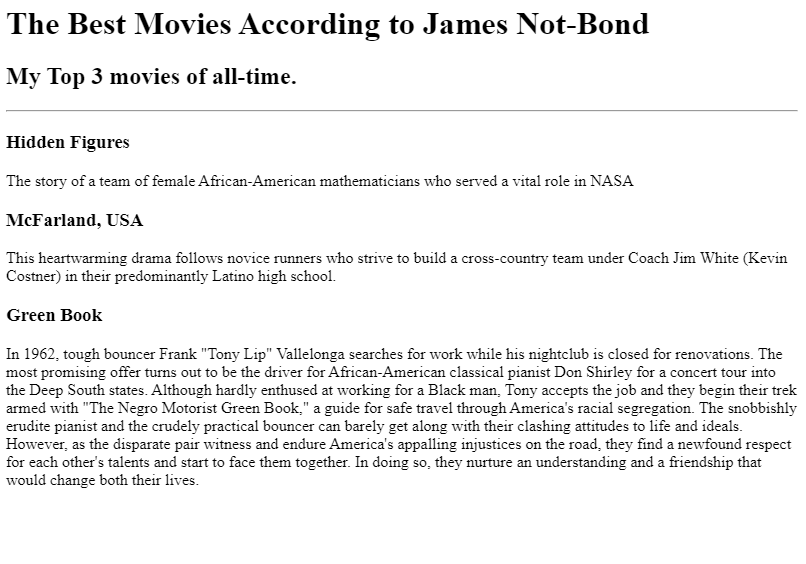 The Best Movies According to James Not-Bond
My Top 3 movies of all-time.
Hidden Figures
The story of a team of female African-American mathematicians who served a vital role in NASA
McFarland, USA
This heartwarming drama follows novice runners who strive to build a cross-country team under Coach Jim White (Kevin
Costner) in their predominantly Latino high school.
Green Book
In 1962, tough bouncer Frank "Tony Lip" Vallelonga searches for work while his nightclub is closed for renovations. The
most promising offer turns out to be the driver for African-American classical pianist Don Shirley for a concert tour into
the Deep South states. Although hardly enthused at working for a Black man, Tony accepts the job and they begin their trek
armed with "The Negro Motorist Green Book," a guide for safe travel through America's racial segregation. The snobbishly
erudite pianist and the crudely practical bouncer can barely get along with their clashing attitudes to life and ideals.
However, as the disparate pair witness and endure America's appalling injustices on the road, they find a newfound respect
for each other's talents and start to face them together. In doing so, they nurture an understanding and a friendship that
would change both their lives.